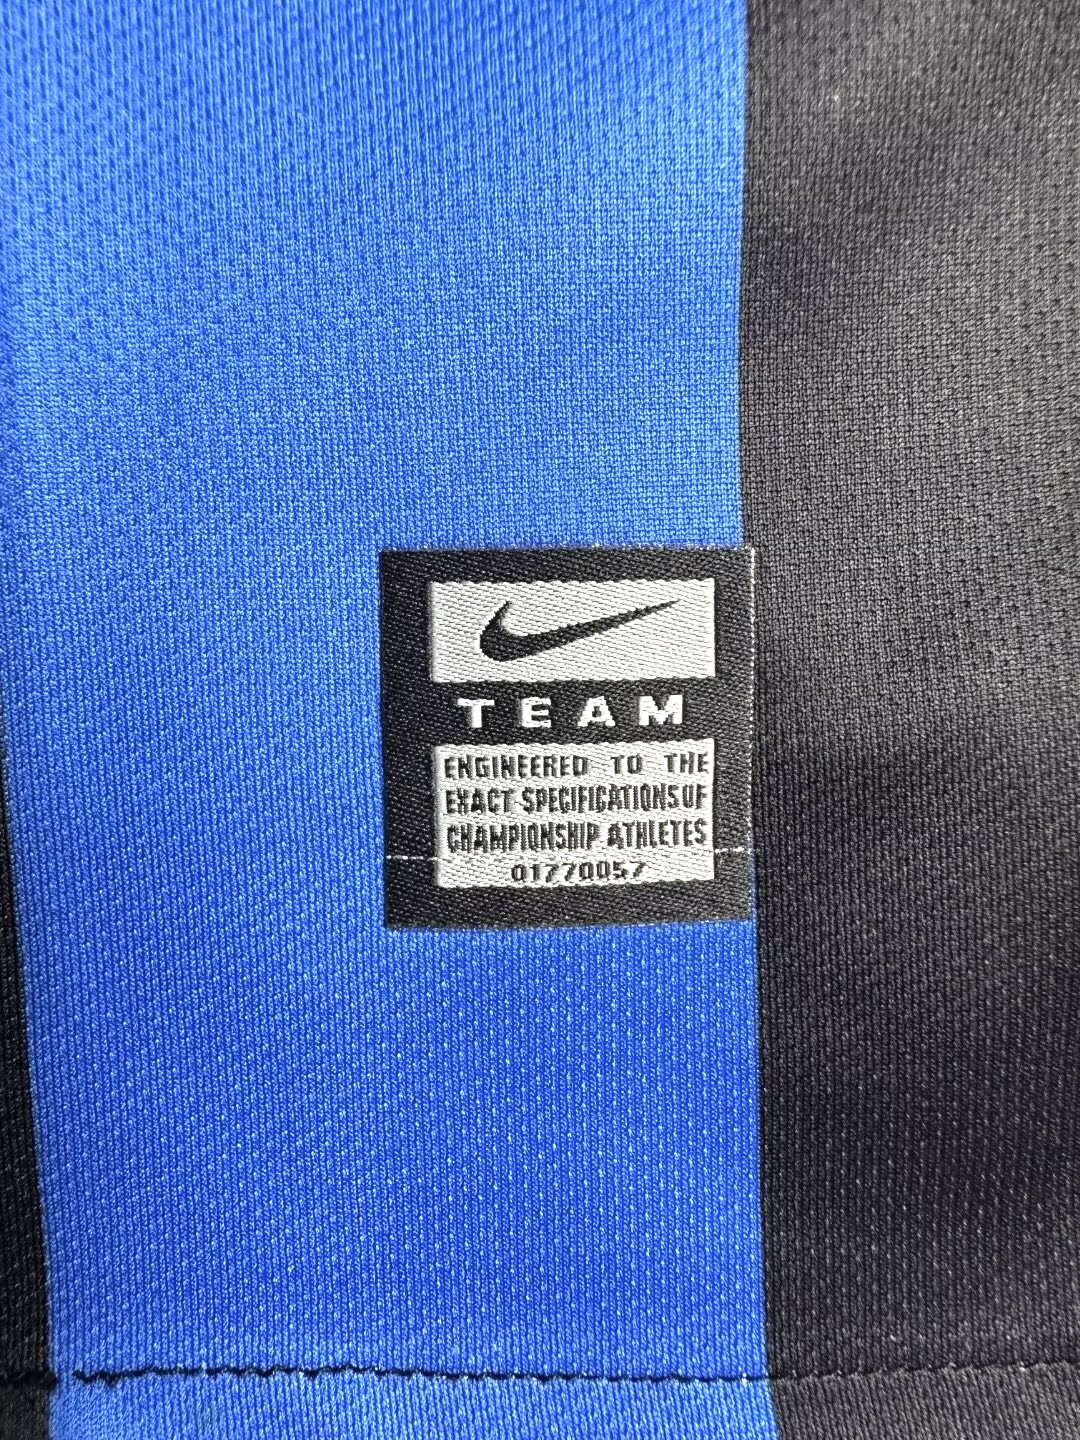 TEAM
ENGINEERED TO THE
EXACT SPECIFICATIONS OF
CHAMPIONSHIP ATHLETES
01770057